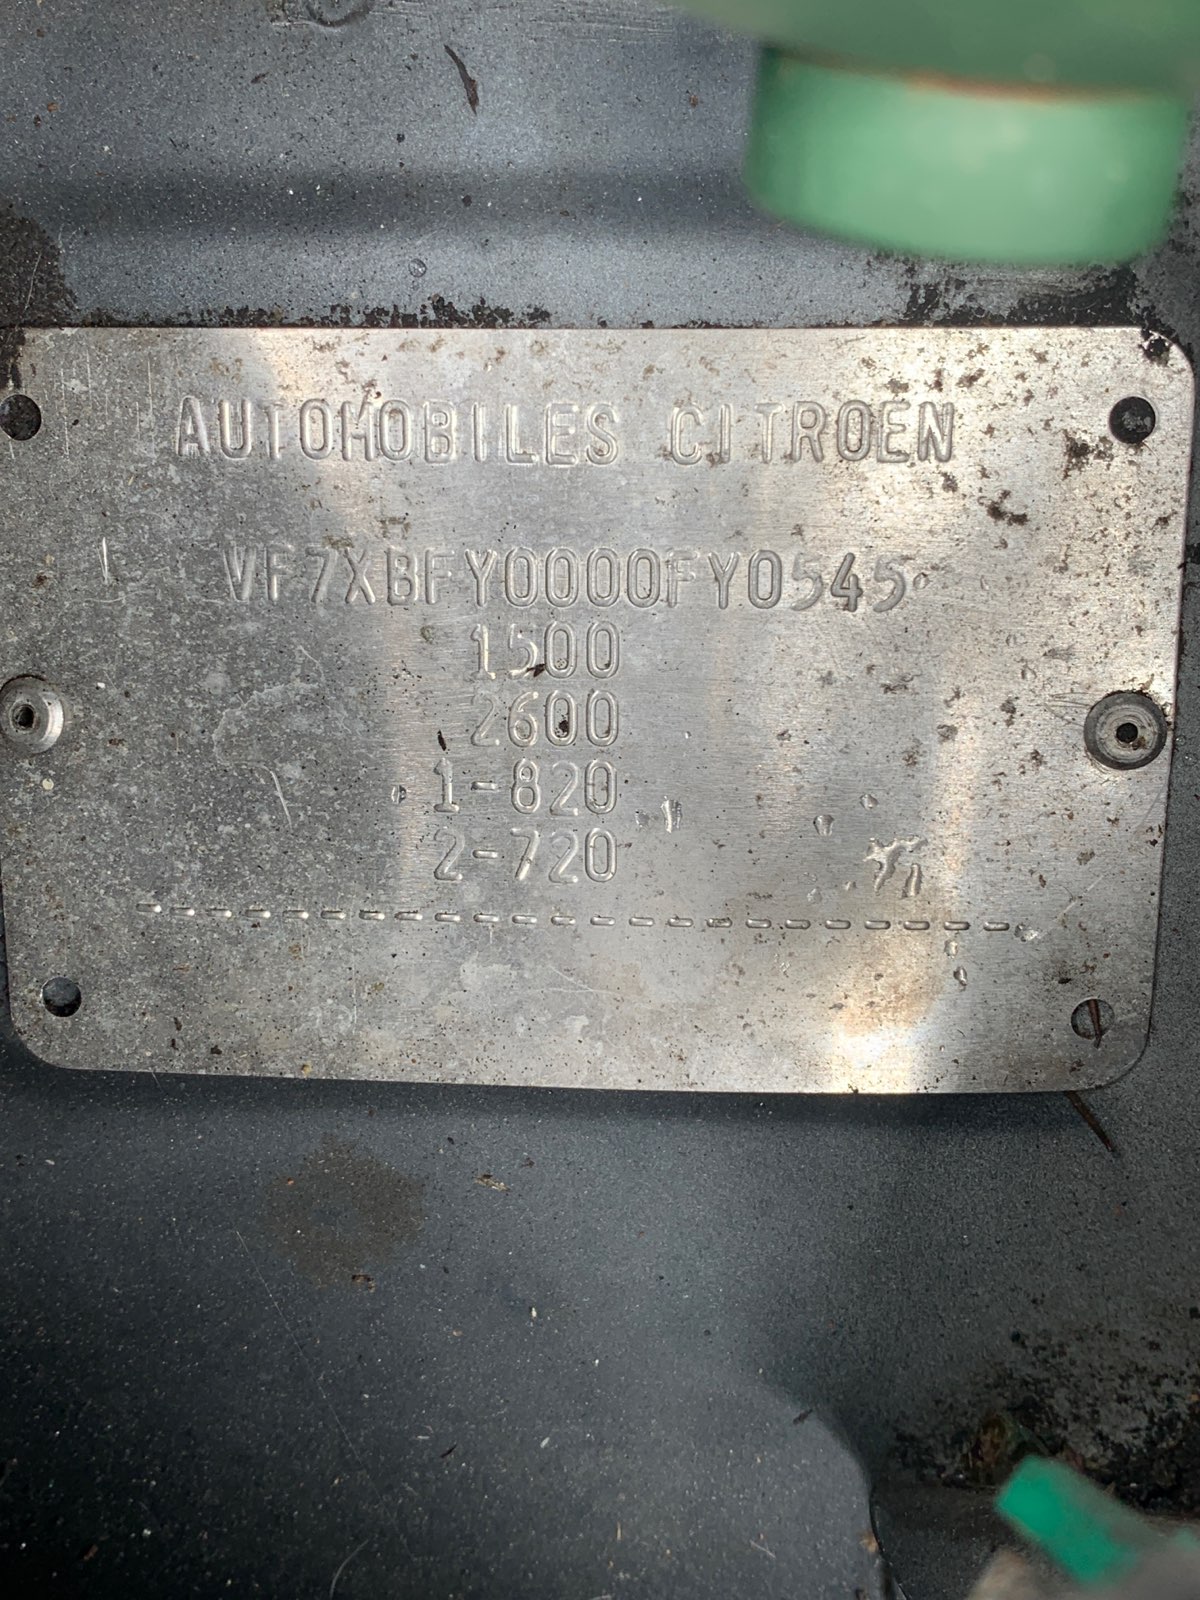 AUTOMOBILES CITROEN
VF7XBFY0000FY0545
1500
2600
1-820
2-720